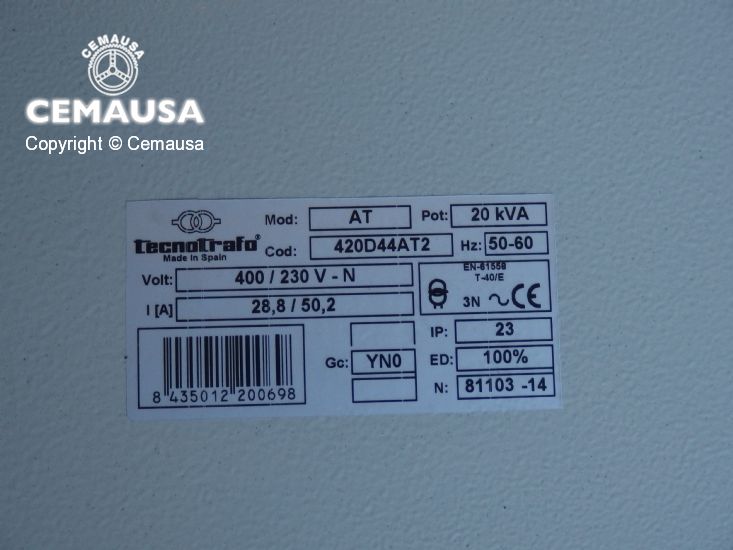 CEMAUSA
CEMAUSA
Copyright © Cemausa
Mod: AT Pot: 20 kVA
tecnotrafo®
Made in Spain
Cod: 420D44AT2 Hz: 50-60
Volt: 400 / 230 V - N
EN-61558
T-40/E
I [A] 28,8 / 50,2
3N CE
IP: 23
Gc: YN0 ED: 100%
8 435012 200698
N: 81103 -14